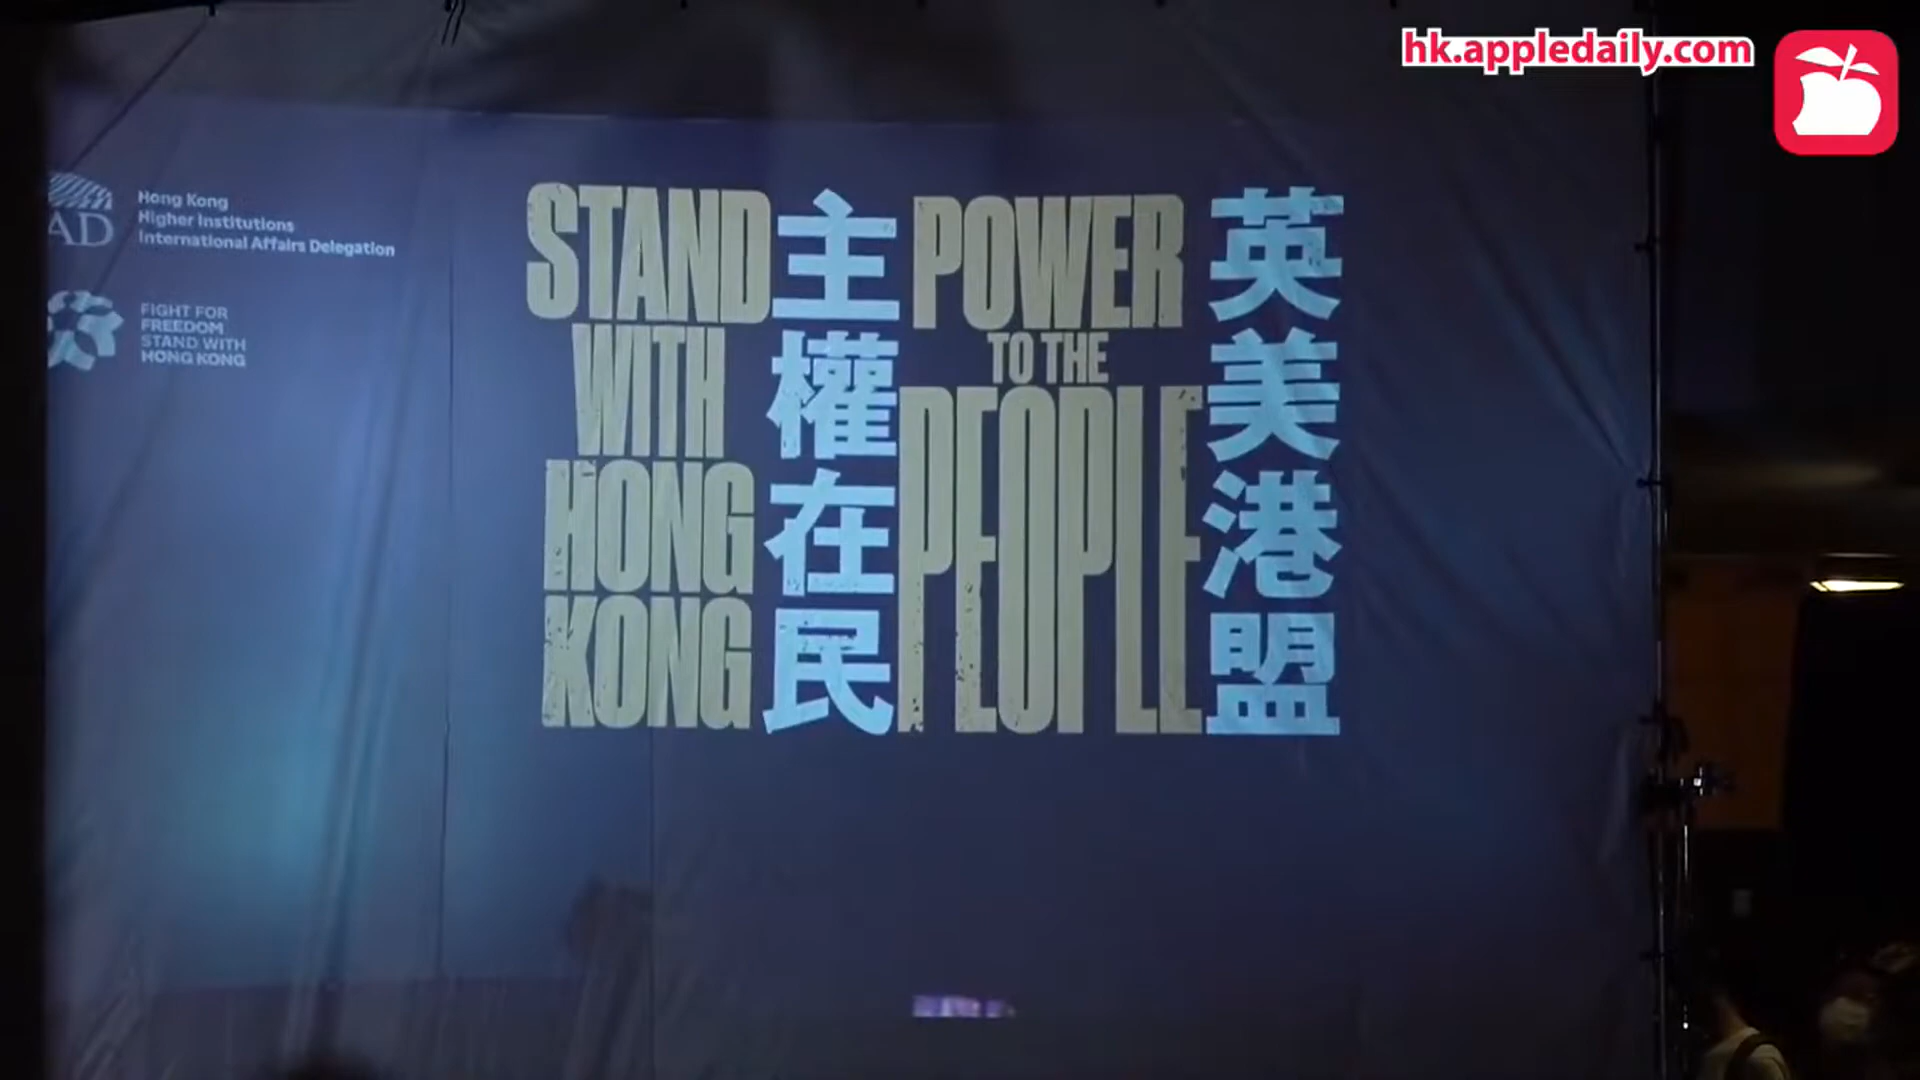 hk.appledaily.com
Hong Kong
Higher Institutions
International Affairs Delegation
AD
FIGHT FOR
FREEDOM
STAND WITH
HONG KONG
STAND
WITH
HONG
KONG
主權在民
POWER
TO THE
PEOPLE
英美港盟